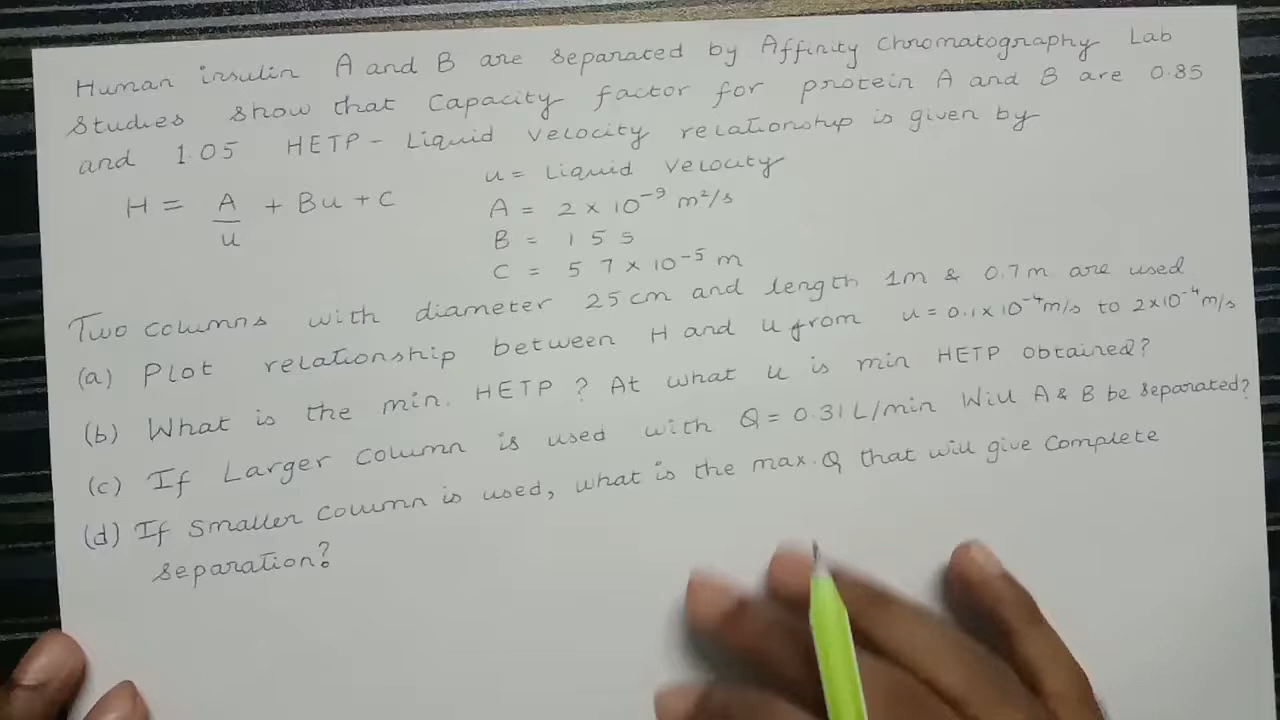 Human insulin A and B are separated by Affinity Chromatography Lab
Studies show that Capacity factor for protein A and B are 0.85
and 1.05 HETP - Liquid Velocity relationship is given by
H = A/u + Bu + C
u = Liquid Velocity
A = 2 × 10⁻⁹ m²/s
B = 1 5 s
C = 5 7 × 10⁻⁵ m
Two columns with diameter 25 cm and length 1m & 0.7 m are used
(a) Plot relationship between H and u from u = 0.1×10⁻⁴ m/s to 2×10⁻⁴ m/s
(b) What is the min. HETP ? At what u is min HETP obtained?
(c) If Larger column is used with Q = 0.31 L/min Will A & B be separated?
(d) If smaller column is used, what is the max. Q that will give Complete
separation?